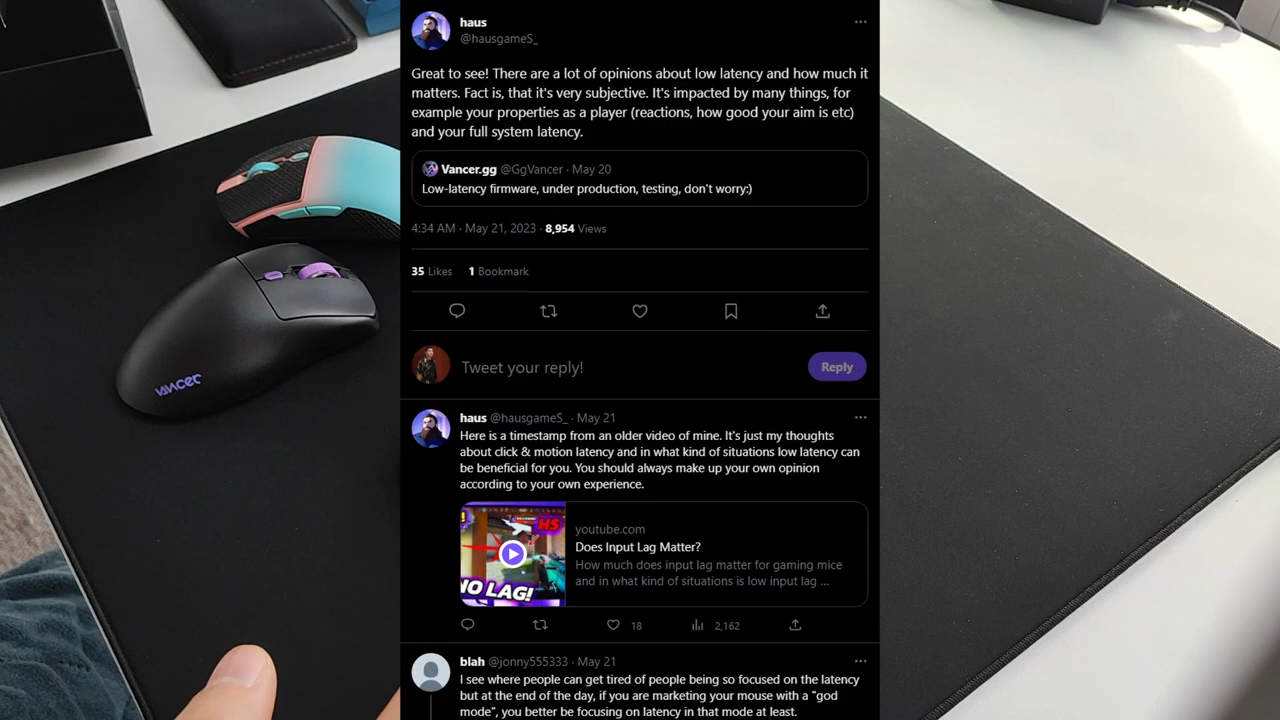 vancer
haus
@hausgameS_
Great to see! There are a lot of opinions about low latency and how much it
matters. Fact is, that it's very subjective. It's impacted by many things, for
example your properties as a player (reactions, how good your aim is etc)
and your full system latency.
Vancer.gg @GgVancer · May 20
Low-latency firmware, under production, testing, don't worry:)
4:34 AM · May 21, 2023 · 8,954 Views
35 Likes 1 Bookmark
Tweet your reply!
Reply
haus @hausgameS_ · May 21
Here is a timestamp from an older video of mine. It's just my thoughts
about click & motion latency and in what kind of situations low latency can
be beneficial for you. You should always make up your own opinion
according to your own experience.
HS
NO LAG!
youtube.com
Does Input Lag Matter?
How much does input lag matter for gaming mice
and in what kind of situations is low input lag ...
18 2,162
blah @jonny555333 · May 21
I see where people can get tired of people being so focused on the latency
but at the end of the day, if you are marketing your mouse with a "god
mode", you better be focusing on latency in that mode at least.